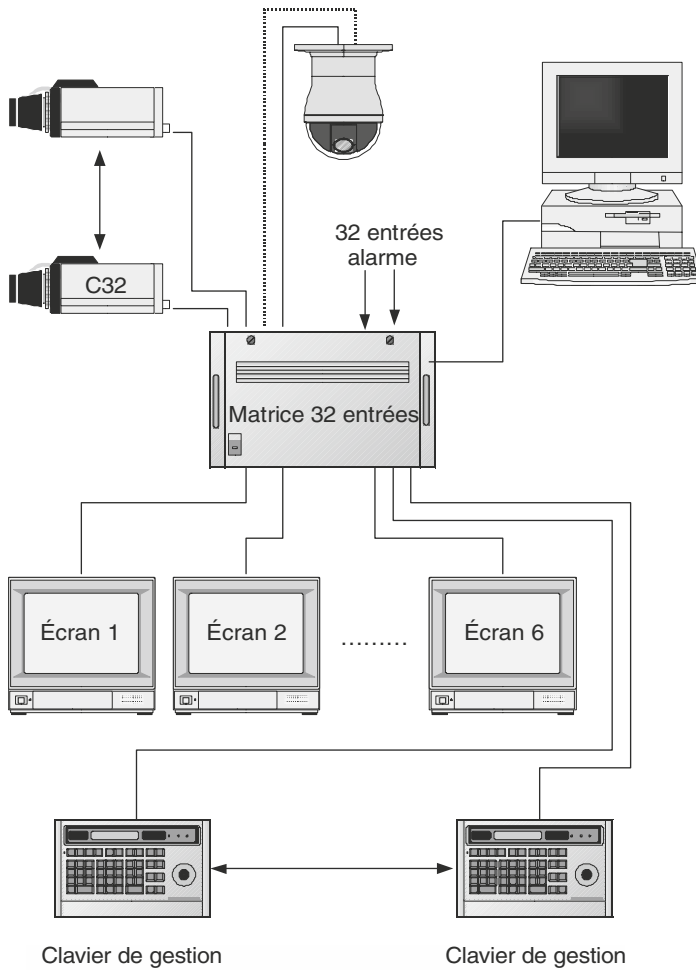 32 entrées
alarme
C32
Matrice 32 entrées
Écran 1
Écran 2
.........
Écran 6
Clavier de gestion
Clavier de gestion